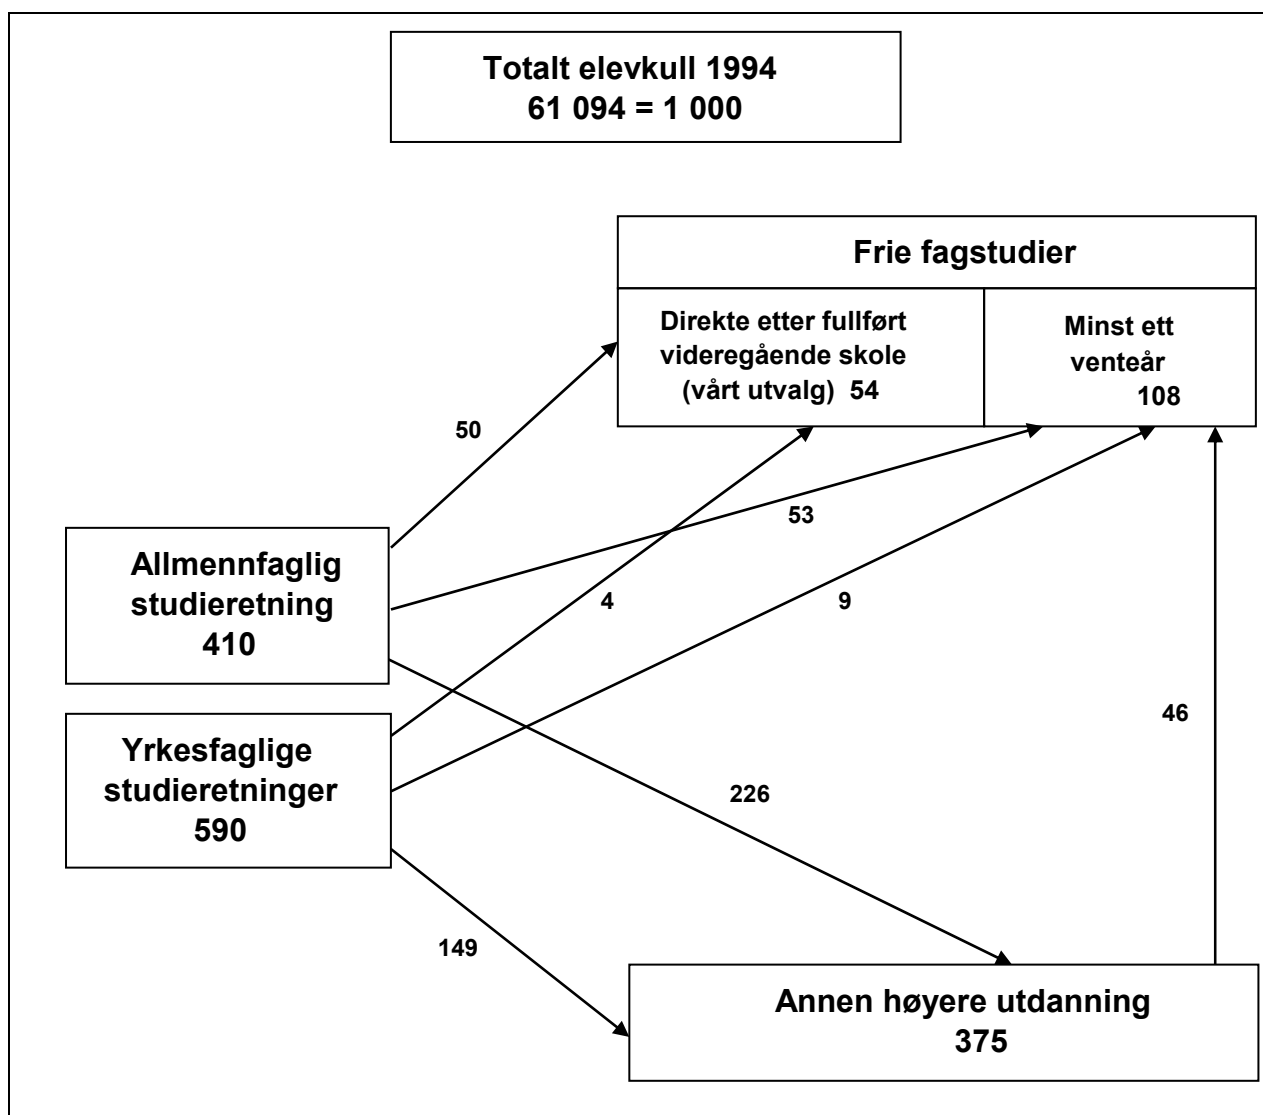 Totalt elevkull 1994
61 094 = 1 000
Frie fagstudier
Direkte etter fullført
videregående skole
(vårt utvalg) 54
Minst ett
venteår
108
50
53
Allmennfaglig
studieretning
410
4
9
Yrkesfaglige
studieretninger
590
46
226
149
Annen høyere utdanning
375